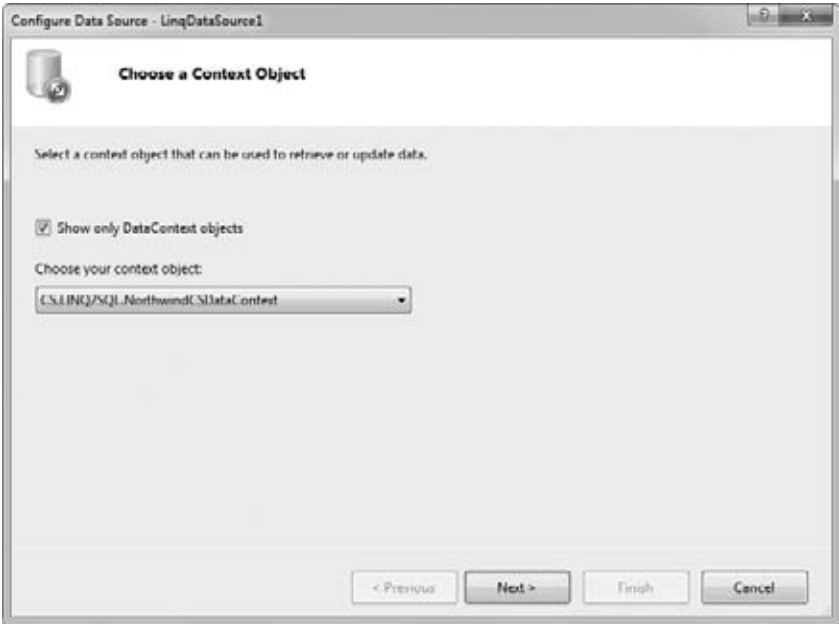 Configure Data Source - LinqDataSource1
Choose a Context Object
Select a context object that can be used to retrieve or update data.
Show only DataContext objects
Choose your context object:
CS.LINQ2SQL.NorthwindCSDataContext
< Previous
Next >
Finish
Cancel